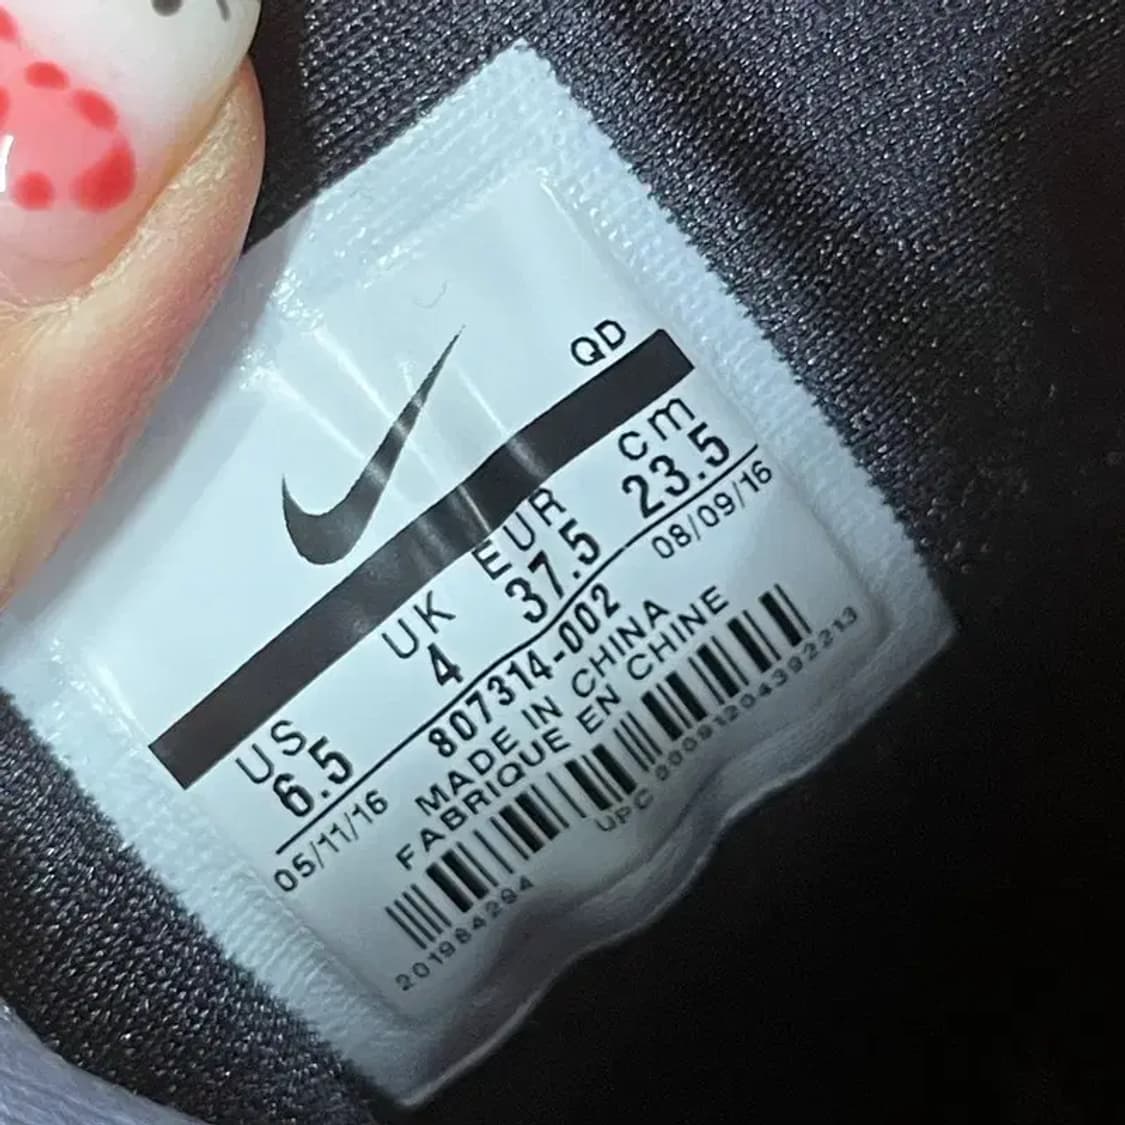 QD
US UK EUR cm
6.5 4 37.5 23.5
05/11/16 807314-002 08/09/16
MADE IN CHINA
FABRIQUE EN CHINE
201984294 UPC 00091204392213